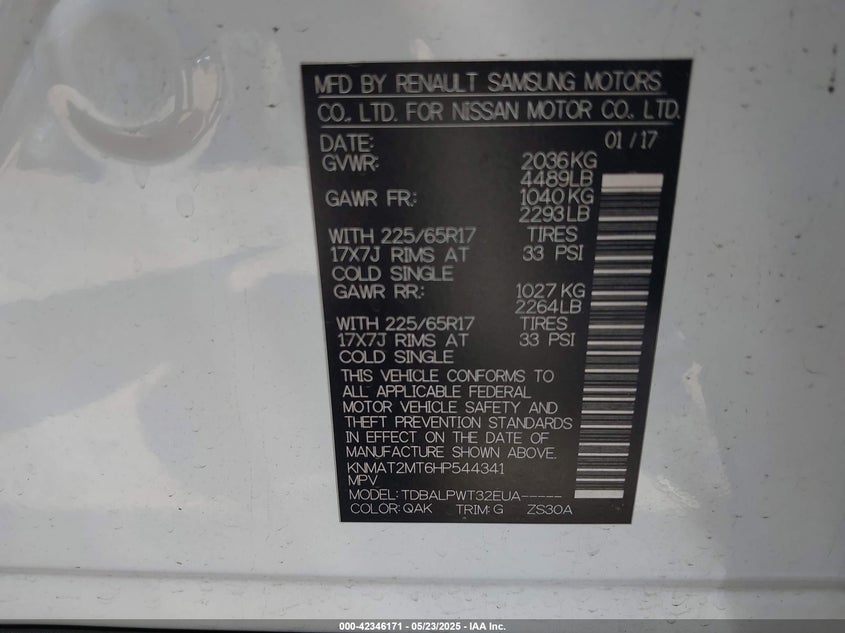 MFD BY RENAULT SAMSUNG MOTORS
CO., LTD. FOR NISSAN MOTOR CO., LTD.
DATE: 01/17
GVWR: 2036KG
4489LB
GAWR FR: 1040KG
2293LB
WITH 225/65R17 TIRES
17X7J RIMS AT 33 PSI
COLD SINGLE
GAWR RR: 1027KG
2264LB
WITH 225/65R17 TIRES
17X7J RIMS AT 33 PSI
COLD SINGLE
THIS VEHICLE CONFORMS TO
ALL APPLICABLE FEDERAL
MOTOR VEHICLE SAFETY AND
THEFT PREVENTION STANDARDS
IN EFFECT ON THE DATE OF
MANUFACTURE SHOWN ABOVE.
KNMAT2MT6HP544341
MPV
MODEL: TDBALPWT32EUA-----
COLOR: QAK TRIM: G ZS30A
000-42346171 - 05/23/2025 - IAA Inc.